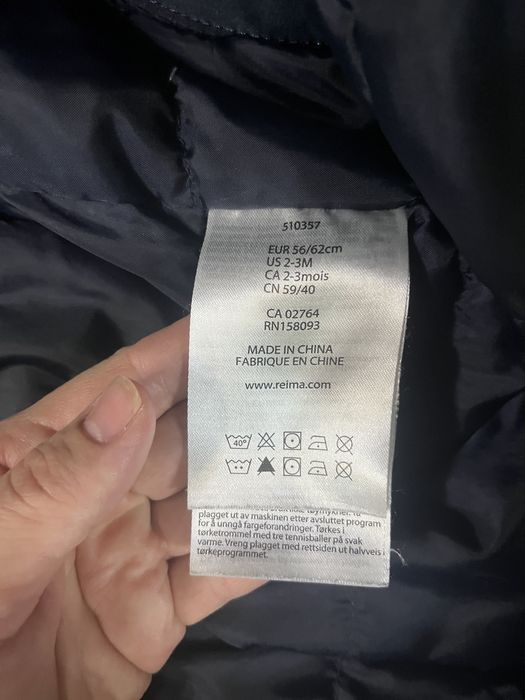 510357
EUR 56/62cm
US 2-3M
CA 2-3mois
CN 59/40
CA 02764
RN158093
MADE IN CHINA
FABRIQUE EN CHINE
www.reima.com
40°
plagget ut av maskinen etter avsluttet program
for å unngå fargeforandringer. Tørkes i
tørketrommel med tre tennisballer på svak
varme. Vreng plagget med rettsiden ut halvveis i
tørkeprogrammet.